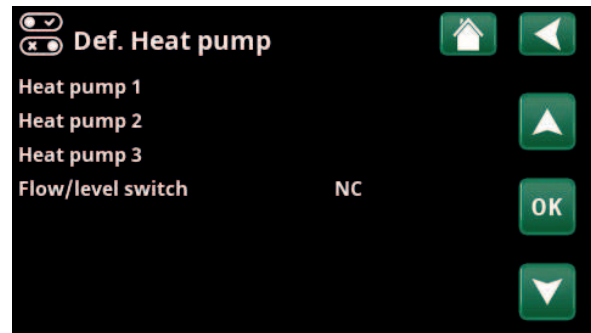 Def. Heat pump
Heat pump 1
Heat pump 2
Heat pump 3
Flow/level switch NC
OK